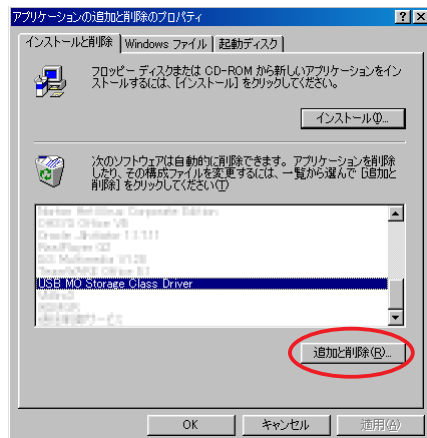 アプリケーションの追加と削除のプロパティ
インストールと削除 Windows ファイル 起動ディスク
フロッピー ディスクまたは CD-ROM から新しいアプリケーションをイン
ストールするには、[インストール] をクリックしてください。
インストール(I)...
次のソフトウェアは自動的に削除できます。アプリケーションを削除
したり、その構成ファイルを変更するには、一覧から選んで [追加と
削除] をクリックしてください(T)
USB MO Storage Class Driver
追加と削除(R)...
OK キャンセル 適用(A)